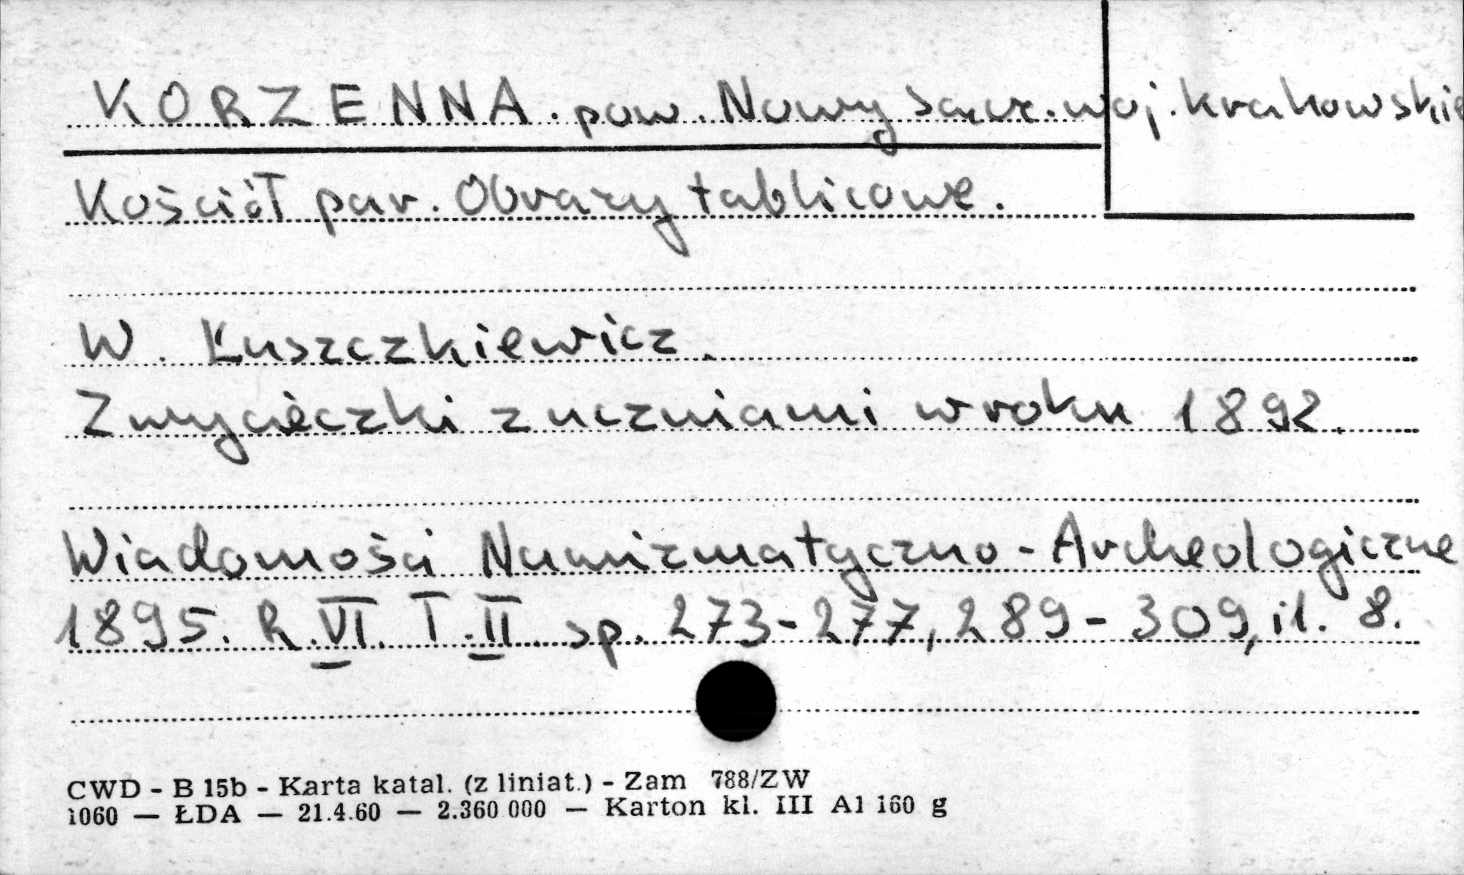 KORZENNA. pow. Nowy Sącz. woj. krakowskie
Kościół par. Obrazy tablicowe.
W. Łuszczkiewicz.
Z wycieczki z uczniami w roku 1892.
Wiadomości Numizmatyczno - Archeologiczne
1895. R. VI. T. II. sp. 273-277, 289-309, il. 8.
CWD - B 15b - Karta katal. (z liniat.) - Zam 788/ZW
1060 — ŁDA — 21.4.60 — 2.360 000 — Karton kl. III A1 160 g